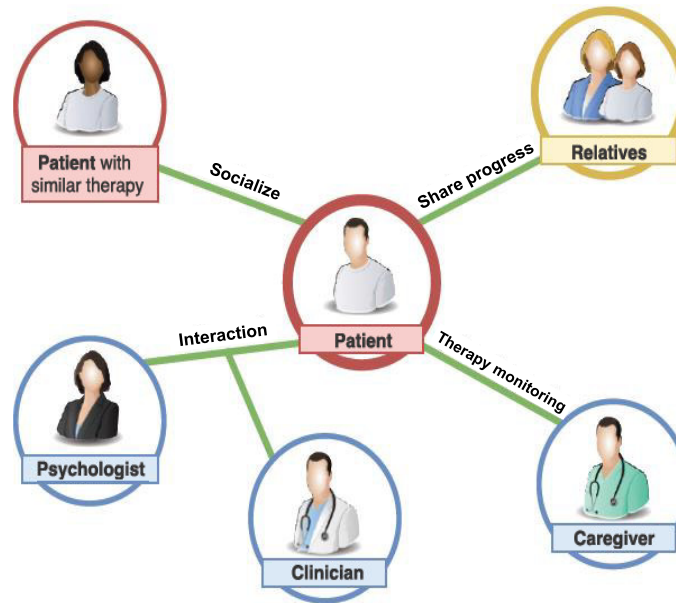 Patient with
similar therapy
Relatives
Socialize
Share progress
Patient
Interaction
Therapy monitoring
Psychologist
Clinician
Caregiver